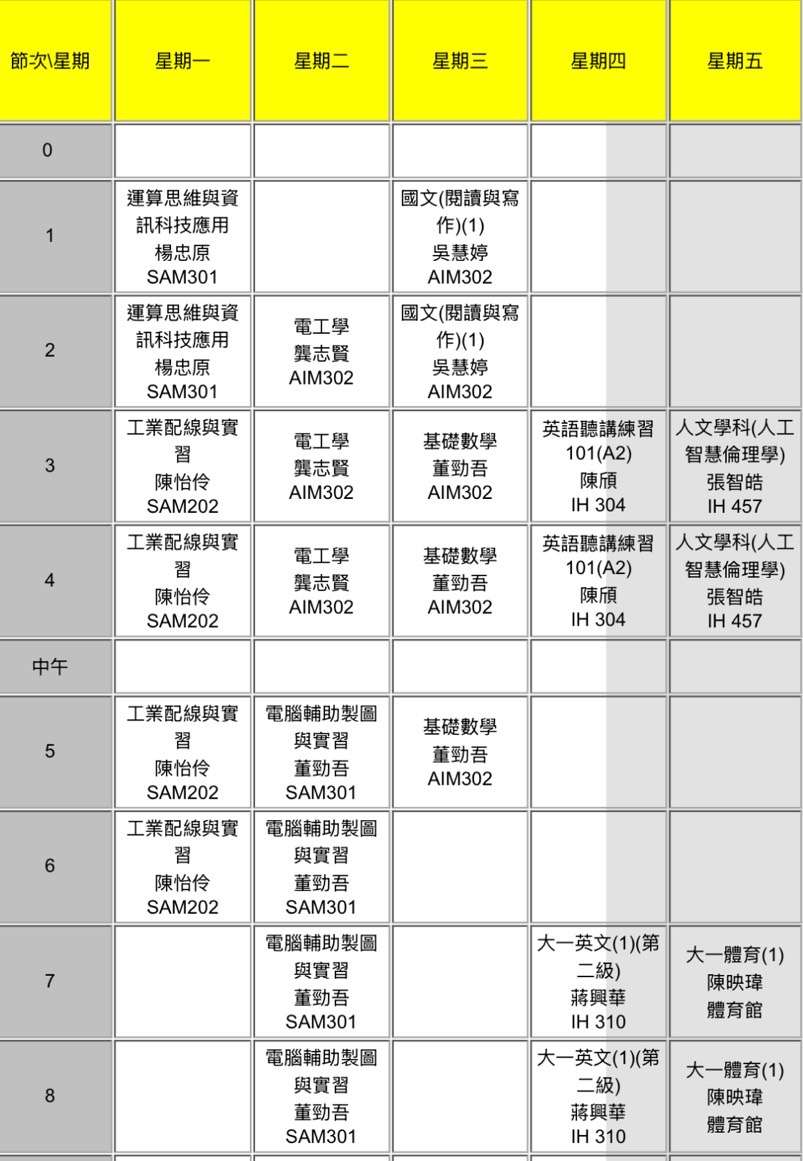 節次\星期 星期一 星期二 星期三 星期四 星期五
0
1
運算思維與資
訊科技應用
楊忠原
SAM301
國文(閱讀與寫
作)(1)
吳慧婷
AIM302
2
運算思維與資
訊科技應用
楊忠原
SAM301
電工學
龔志賢
AIM302
國文(閱讀與寫
作)(1)
吳慧婷
AIM302
3
工業配線與實
習
陳怡伶
SAM202
電工學
龔志賢
AIM302
基礎數學
董勁吾
AIM302
英語聽講練習
101(A2)
陳頎
IH 304
人文學科(人工
智慧倫理學)
張智皓
IH 457
4
工業配線與實
習
陳怡伶
SAM202
電工學
龔志賢
AIM302
基礎數學
董勁吾
AIM302
英語聽講練習
101(A2)
陳頎
IH 304
人文學科(人工
智慧倫理學)
張智皓
IH 457
中午
5
工業配線與實
習
陳怡伶
SAM202
電腦輔助製圖
與實習
董勁吾
SAM301
基礎數學
董勁吾
AIM302
6
工業配線與實
習
陳怡伶
SAM202
電腦輔助製圖
與實習
董勁吾
SAM301
7
電腦輔助製圖
與實習
董勁吾
SAM301
大一英文(1)(第
二級)
蔣興華
IH 310
大一體育(1)
陳映瑋
體育館
8
電腦輔助製圖
與實習
董勁吾
SAM301
大一英文(1)(第
二級)
蔣興華
IH 310
大一體育(1)
陳映瑋
體育館